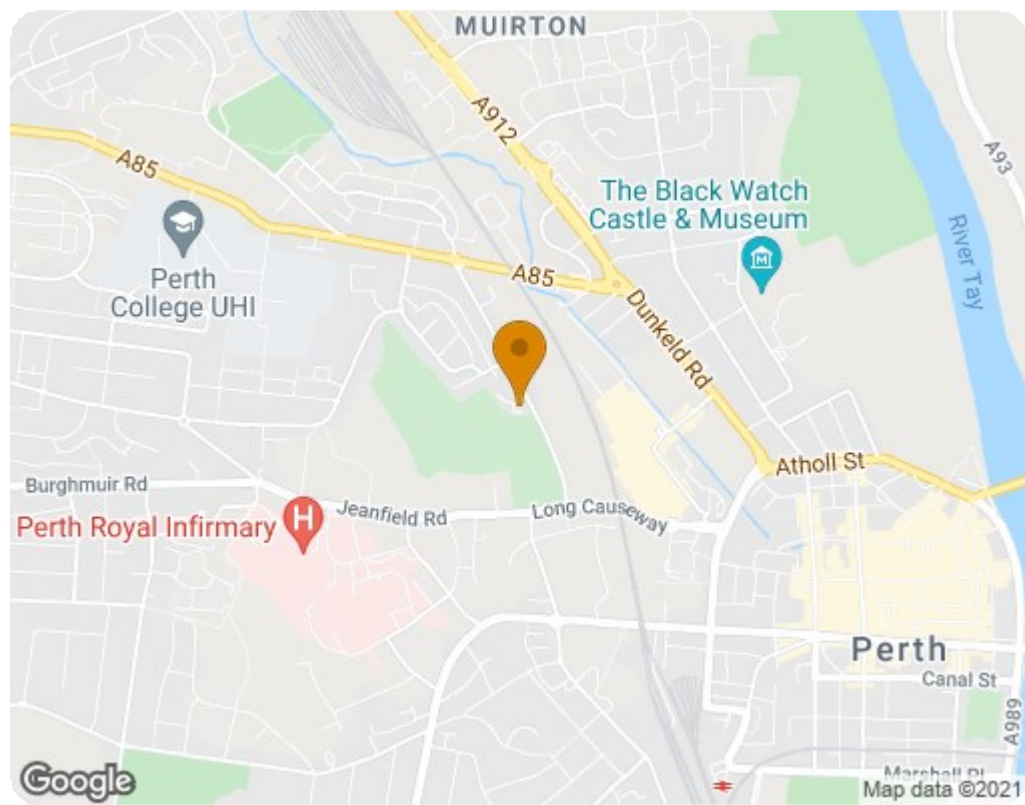 MUIRTON
A912
A93
A85
The Black Watch
Castle & Museum
River Tay
Perth
College UHI
A85
Dunkeld Rd
Atholl St
Burghmuir Rd
Jeanfield Rd
Long Causeway
Perth Royal Infirmary
H
Perth
Canal St
A989
Marshall Pl
Google
Map data ©2021